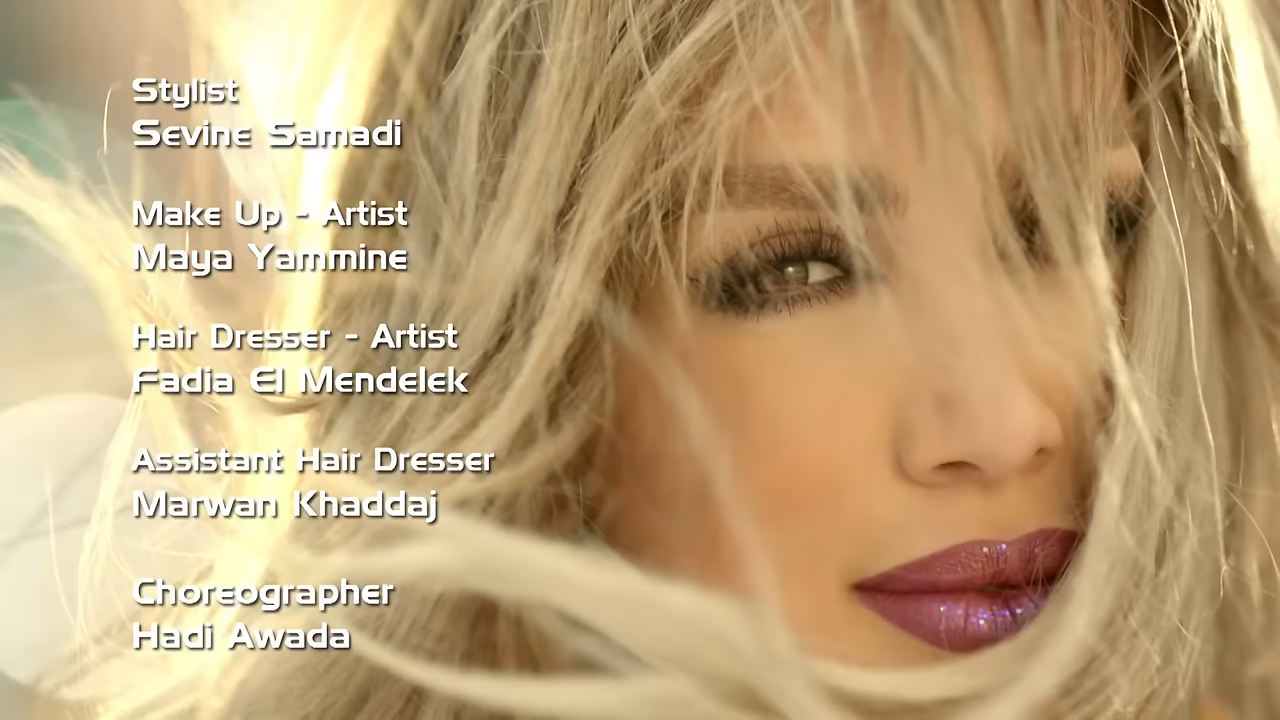 Stylist
Sevine Samadi
Make Up - Artist
Maya Yammine
Hair Dresser - Artist
Fadia El Mendelek
Assistant Hair Dresser
Marwan Khaddaj
Choreographer
Hadi Awada